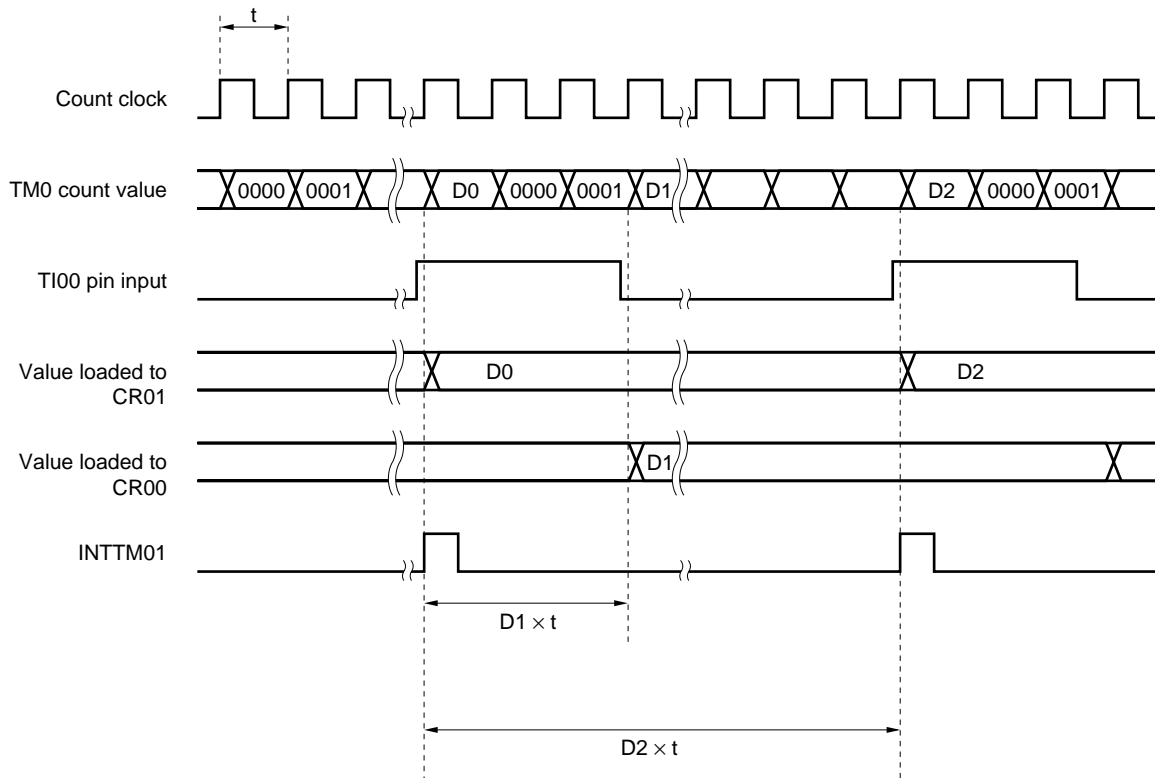 t
Count clock
TM0 count value
0000 0001 D0 0000 0001 D1 D2 0000 0001
TI00 pin input
Value loaded to
CR01
D0 D2
Value loaded to
CR00
D1
INTTM01
D1 × t
D2 × t